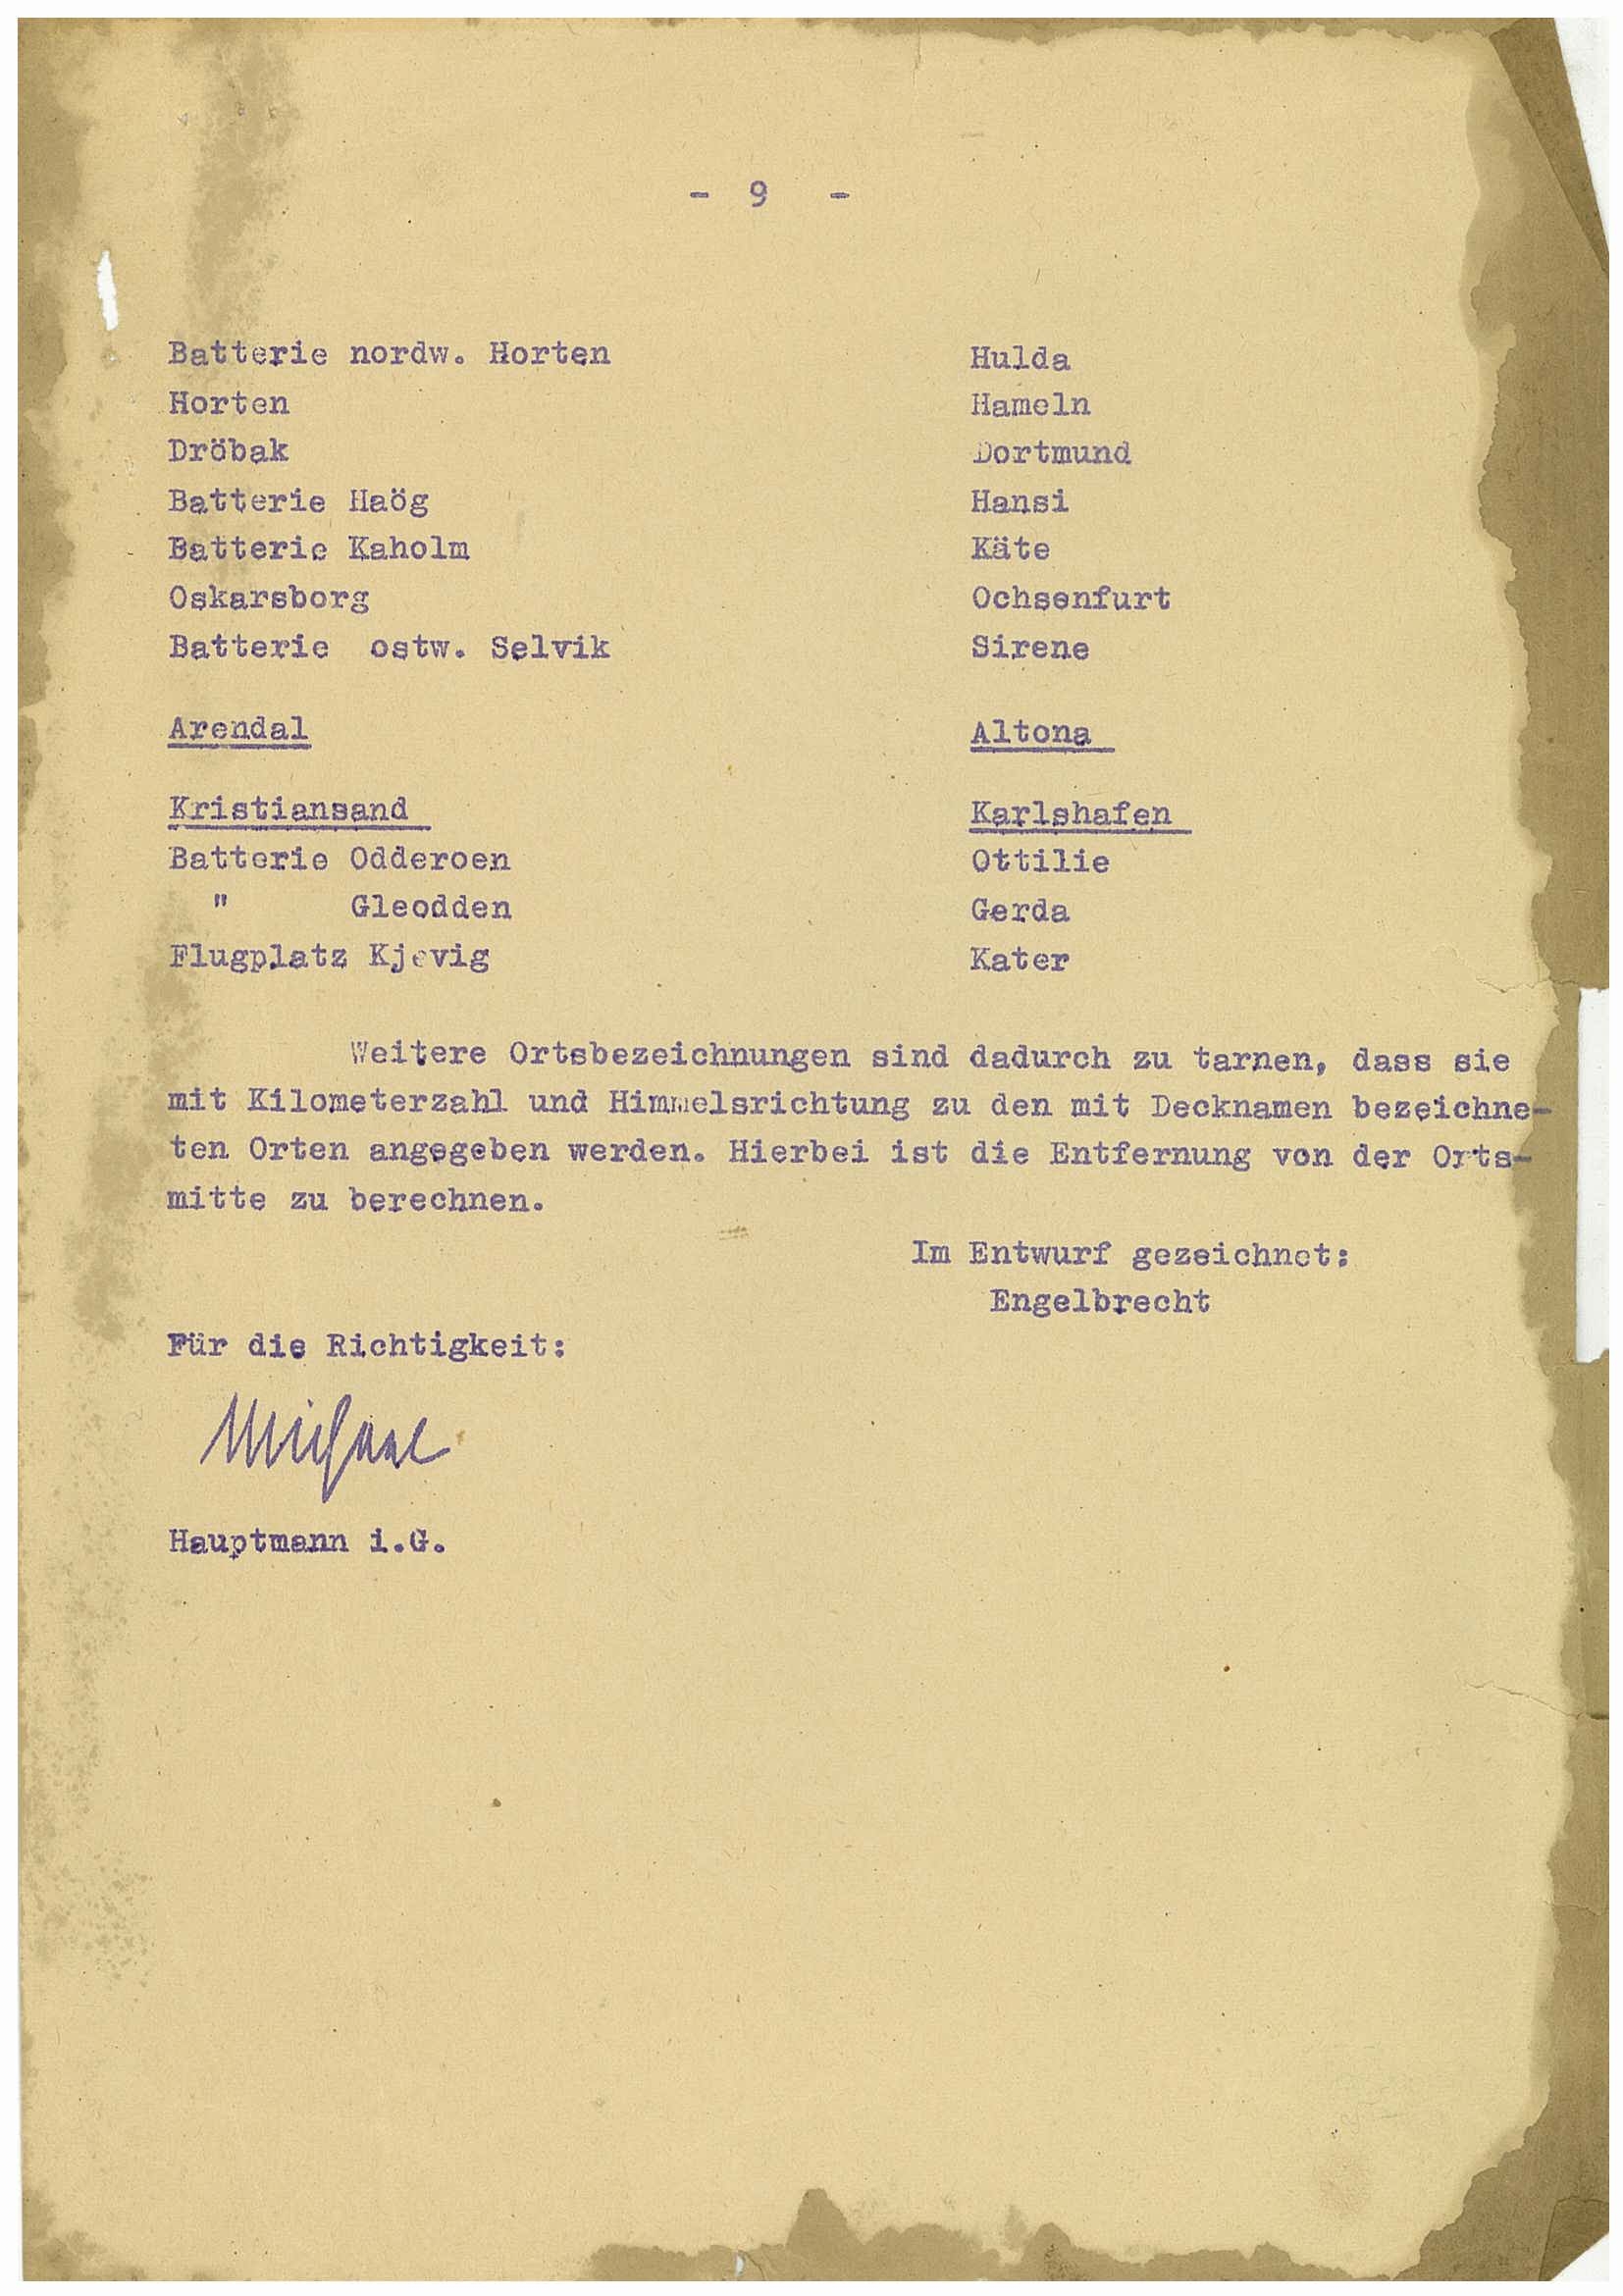 - 9 -
Batterie nordw. Horten Hulda
Horten Hameln
Dröbak Dortmund
Batterie Haög Hansi
Batterie Kaholm Käte
Oskarsborg Ochsenfurt
Batterie ostw. Selvik Sirene
Arendal Altona
Kristiansand Karlshafen
Batterie Odderoen Ottilie
" Gleodden Gerda
Flugplatz Kjevig Kater
Weitere Ortsbezeichnungen sind dadurch zu tarnen, dass sie
mit Kilometerzahl und Himmelsrichtung zu den mit Decknamen bezeichne-
ten Orten angegeben werden. Hierbei ist die Entfernung von der Orts-
mitte zu berechnen.
Im Entwurf gezeichnet:
Engelbrecht
Für die Richtigkeit:
Hauptmann i.G.